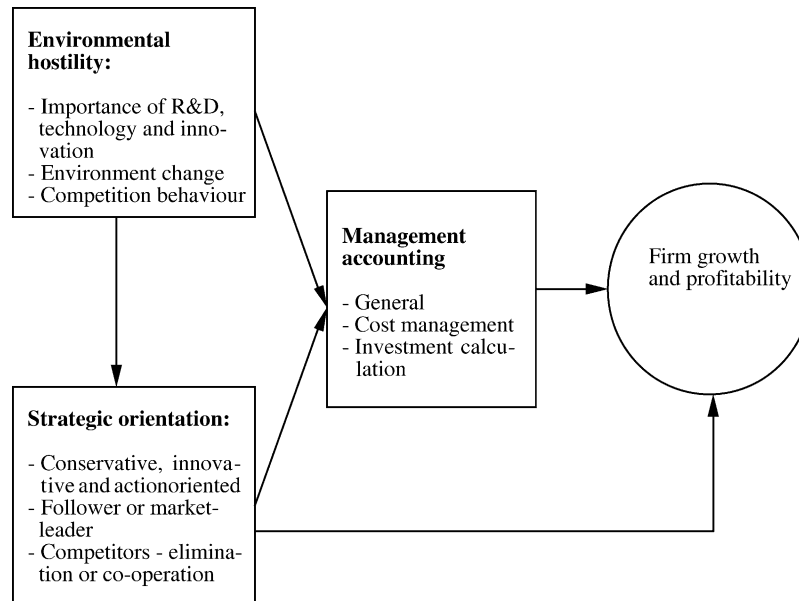 Environmental
hostility:
- Importance of R&D,
technology and inno-
vation
- Environment change
- Competition behaviour
Management
accounting
- General
- Cost management
- Investment calcu-
lation
Firm growth
and profitability
Strategic orientation:
- Conservative, innova-
tive and actionoriented
- Follower or market-
leader
- Competitors - elimina-
tion or co-operation